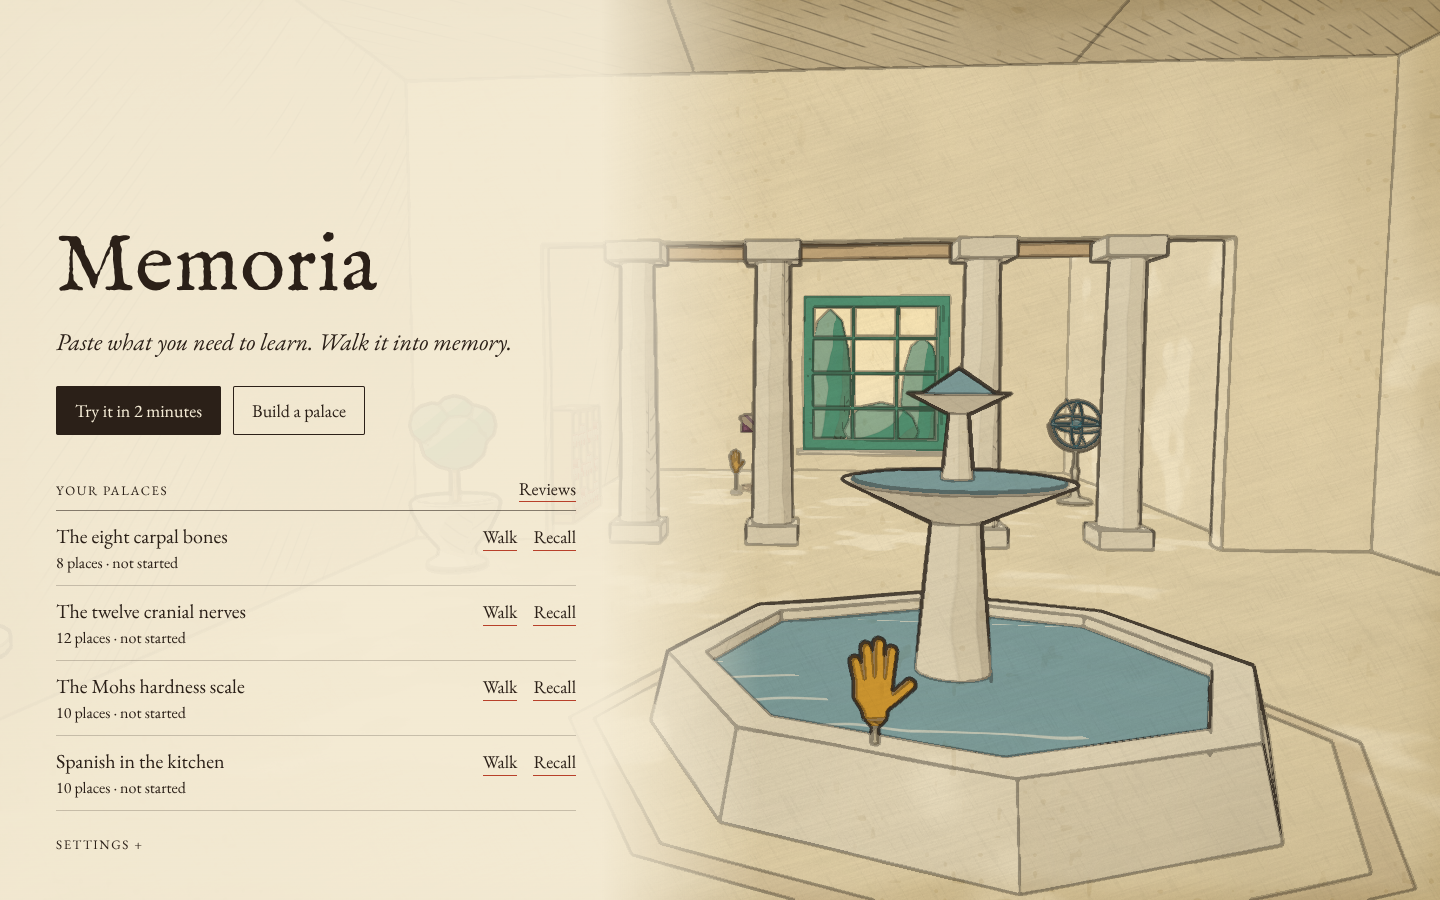 Memoria
Paste what you need to learn. Walk it into memory.
Try it in 2 minutes
Build a palace
YOUR PALACES
Reviews
The eight carpal bones
Walk Recall
8 places · not started
The twelve cranial nerves
Walk Recall
12 places · not started
The Mohs hardness scale
Walk Recall
10 places · not started
Spanish in the kitchen
Walk Recall
10 places · not started
SETTINGS +